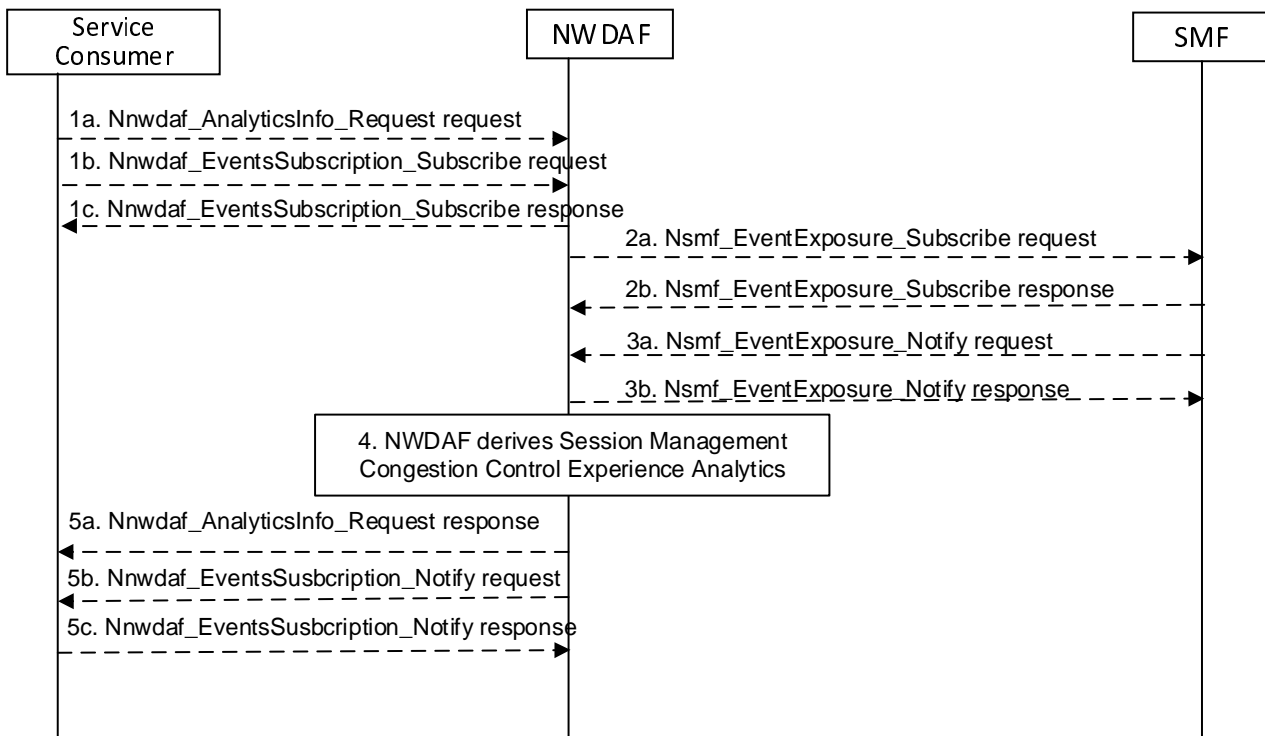 Service
Consumer
NWDAF
SMF
1a. Nnwdaf_AnalyticsInfo_Request request
1b. Nnwdaf_EventsSubscription_Subscribe request
1c. Nnwdaf_EventsSubscription_Subscribe response
2a. Nsmf_EventExposure_Subscribe request
2b. Nsmf_EventExposure_Subscribe response
3a. Nsmf_EventExposure_Notify request
3b. Nsmf_EventExposure_Notify response
4. NWDAF derives Session Management
Congestion Control Experience Analytics
5a. Nnwdaf_AnalyticsInfo_Request response
5b. Nnwdaf_EventsSusbcription_Notify request
5c. Nnwdaf_EventsSusbcription_Notify response